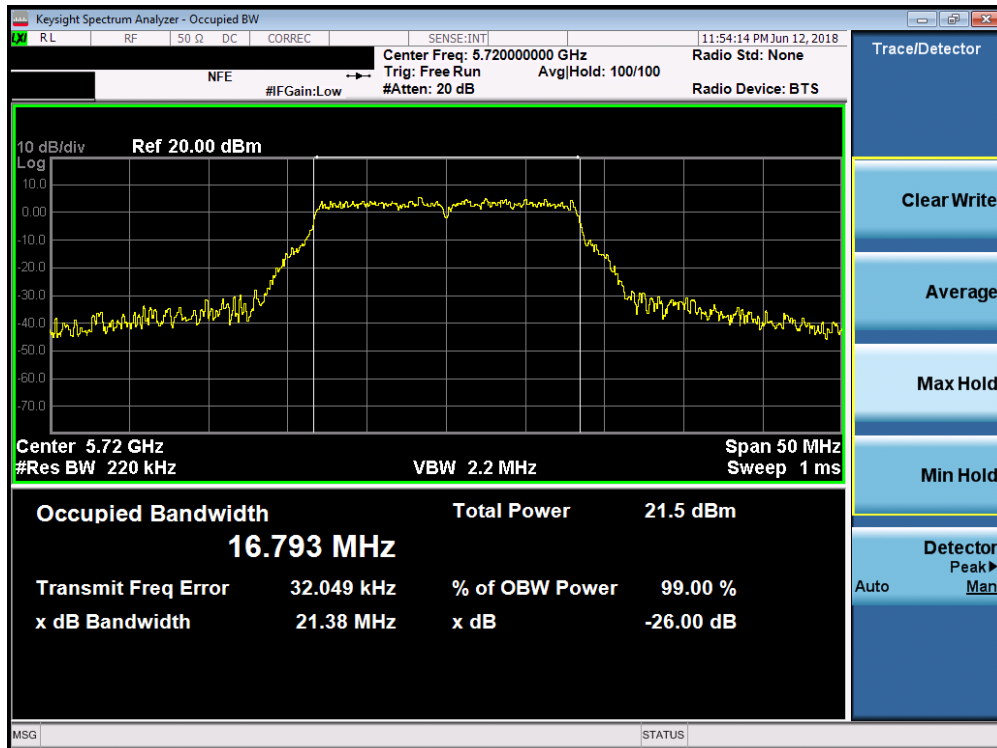 Keysight Spectrum Analyzer - Occupied BW
LXI RL RF 50 Ω DC CORREC SENSE:INT 11:54:14 PM Jun 12, 2018
Center Freq: 5.720000000 GHz Radio Std: None
NFE Trig: Free Run Avg|Hold: 100/100
#IFGain:Low #Atten: 20 dB Radio Device: BTS
10 dB/div Ref 20.00 dBm
Log
10.0
0.00
-10.0
-20.0
-30.0
-40.0
-50.0
-60.0
-70.0
Center 5.72 GHz Span 50 MHz
#Res BW 220 kHz VBW 2.2 MHz Sweep 1 ms
Occupied Bandwidth Total Power 21.5 dBm
16.793 MHz
Transmit Freq Error 32.049 kHz % of OBW Power 99.00 %
x dB Bandwidth 21.38 MHz x dB -26.00 dB
MSG STATUS
Trace/Detector
Clear Write
Average
Max Hold
Min Hold
Detector
Peak▶
Auto Man